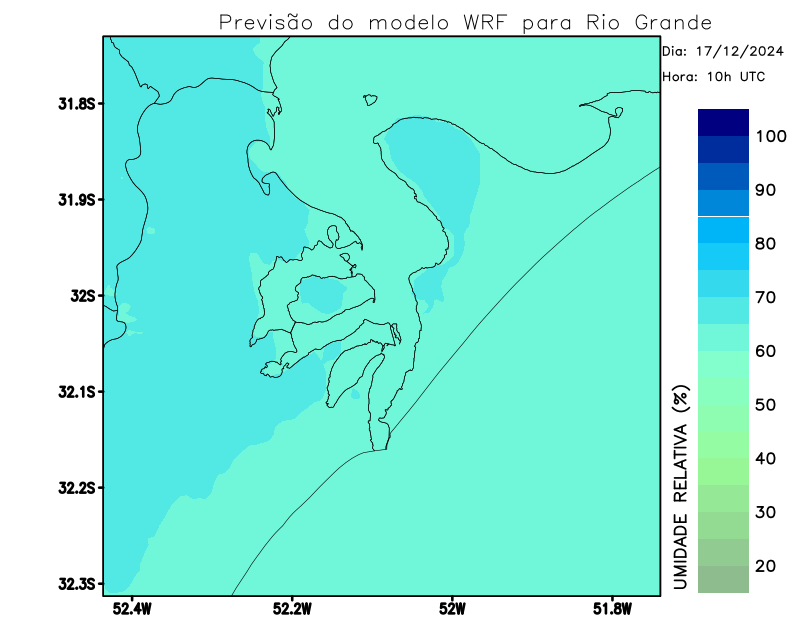 Previsão do modelo WRF para Rio Grande
Dia: 17/12/2024
Hora: 10h UTC
31.8S
31.9S
32S
32.1S
32.2S
32.3S
52.4W
52.2W
52W
51.8W
100
90
80
70
60
50
40
30
20
UMIDADE RELATIVA (%)